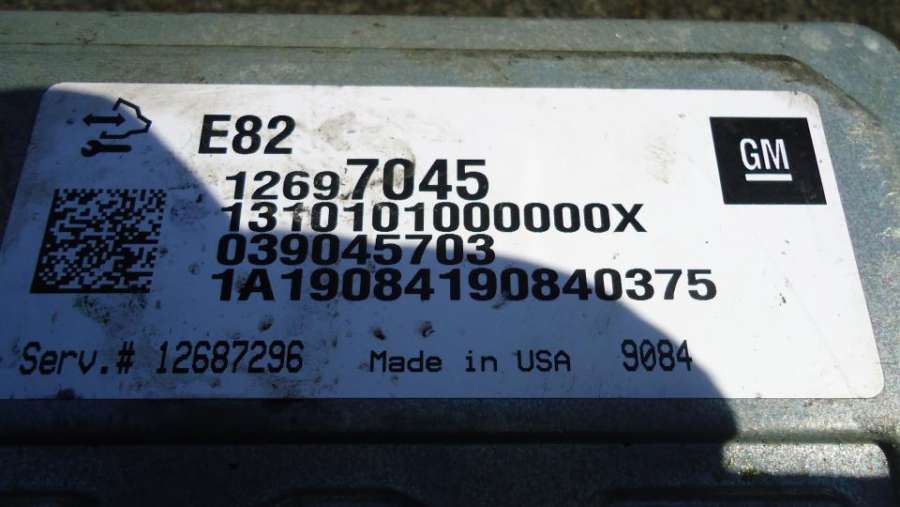 E82
GM
12697045
1310101000000X
039045703
1A19084190840375
Serv.# 12687296 Made in USA 9084